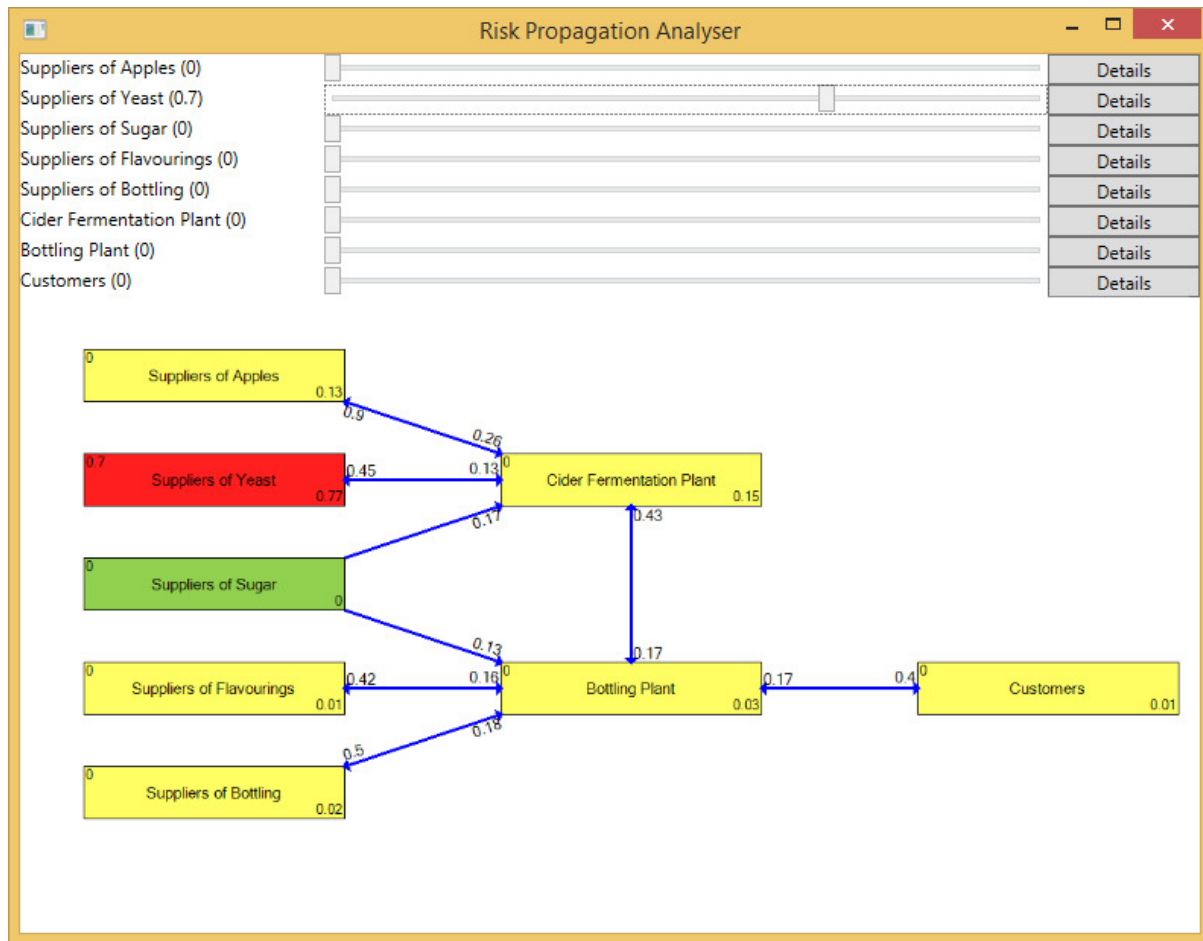 Risk Propagation Analyser
Suppliers of Apples (0)
Details
Suppliers of Yeast (0.7)
Details
Suppliers of Sugar (0)
Details
Suppliers of Flavourings (0)
Details
Suppliers of Bottling (0)
Details
Cider Fermentation Plant (0)
Details
Bottling Plant (0)
Details
Customers (0)
Details
0
Suppliers of Apples
0.13
0.9
0.26
0.7
Suppliers of Yeast
0.77
0.45
0.13
0
Cider Fermentation Plant
0.15
0.17
0.43
0
Suppliers of Sugar
0
0.13
0.17
0
Suppliers of Flavourings
0.01
0.42
0.16
0
Bottling Plant
0.03
0.17
0.4
0
Customers
0.01
0.18
0.5
0
Suppliers of Bottling
0.02